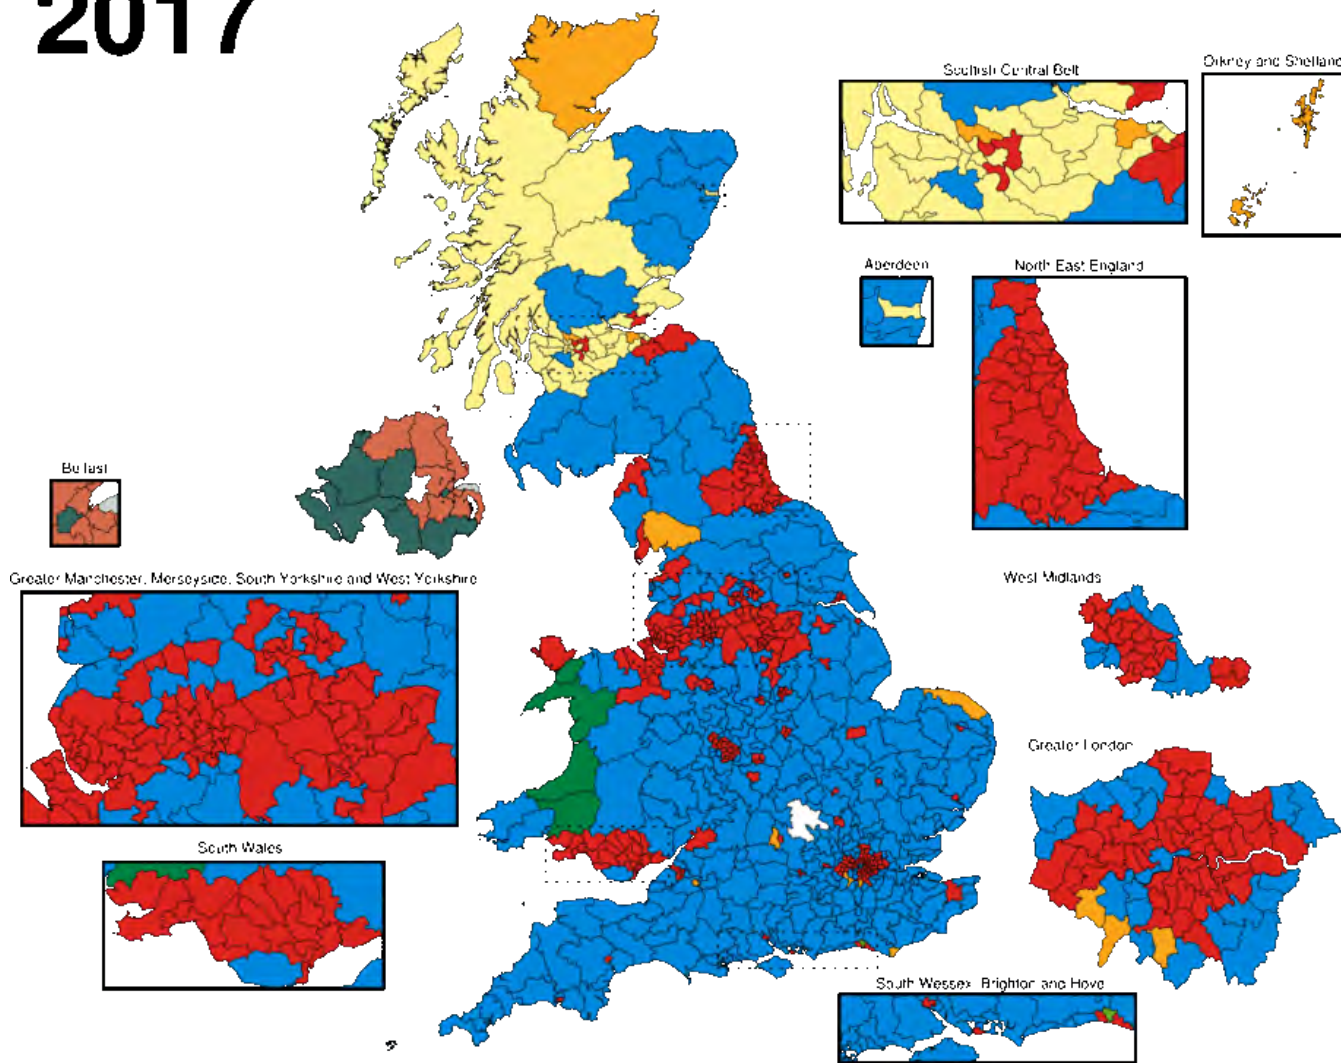 2017
Scottish Central Belt
Orkney and Shetland
Aberdeen
North East England
Belfast
Greater Manchester, Merseyside, South Yorkshire and West Yorkshire
West Midlands
Greater London
South Wales
South Wessex, Brighton and Hove